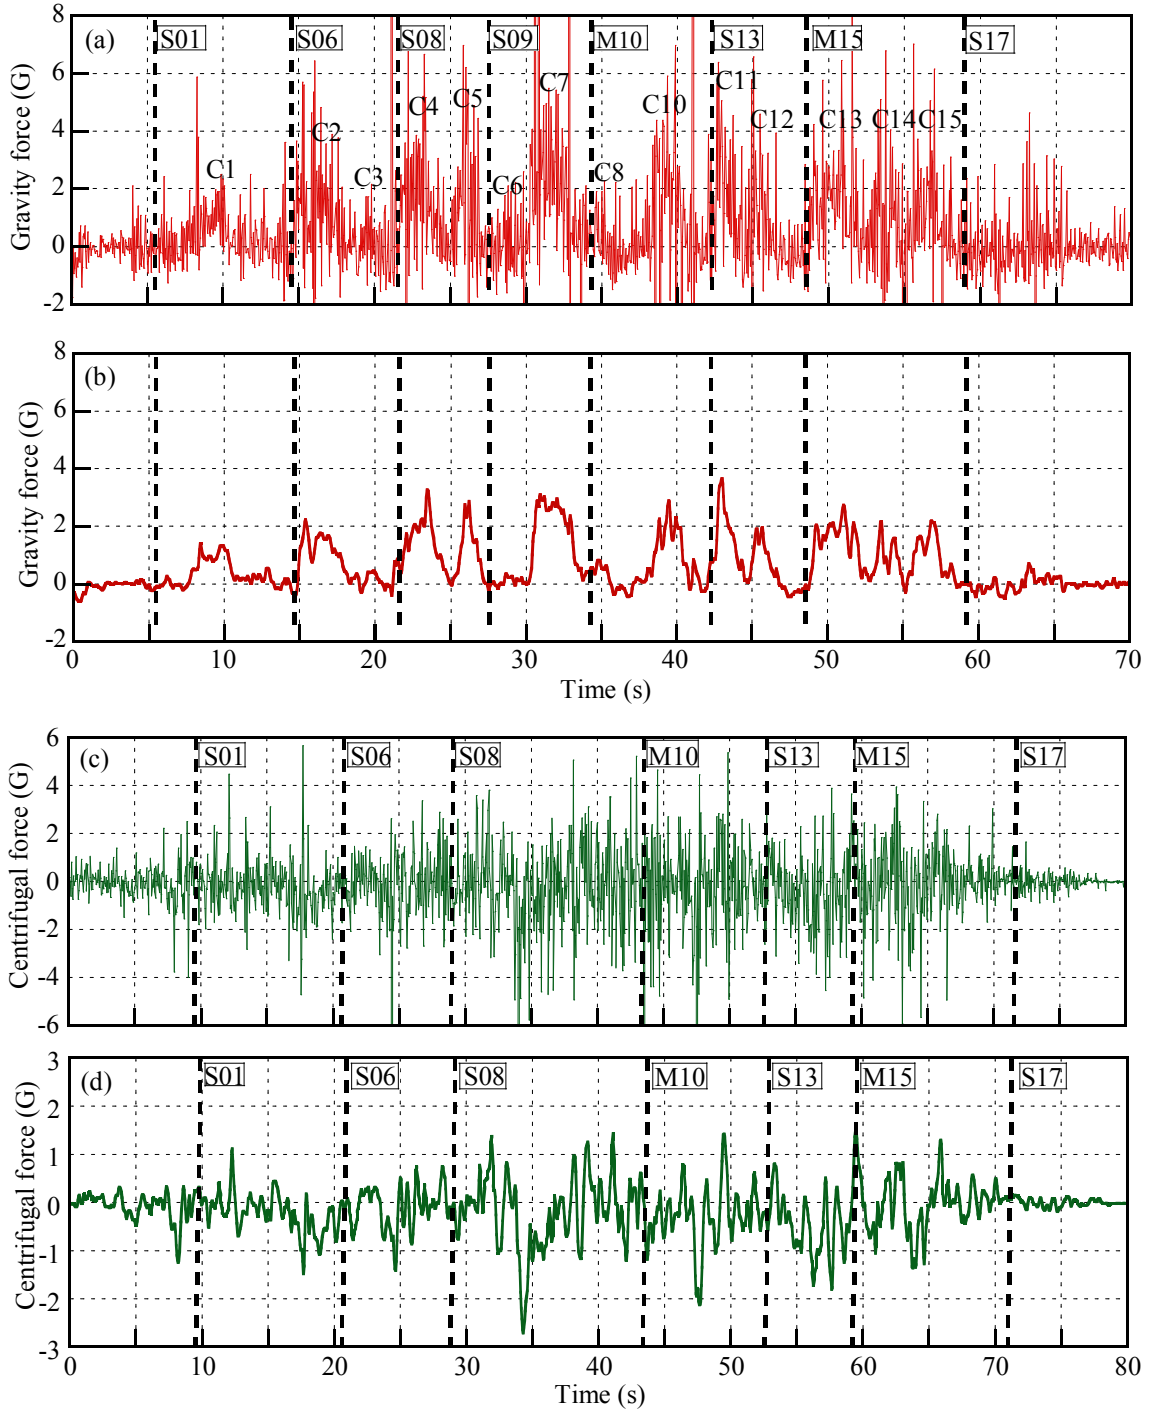 8
(a)
S01
S06
S08
S09
M10
S13
M15
S17
6
C1
C2
C3
C4
C5
C6
C7
C8
C10
C11
C12
C13
C14
C15
4
2
0
-2
Gravity force (G)
8
(b)
6
4
2
0
-2
Gravity force (G)
0
10
20
30
40
50
60
70
Time (s)
6
(c)
S01
S06
S08
M10
S13
M15
S17
4
2
0
-2
-4
-6
Centrifugal force (G)
3
(d)
S01
S06
S08
M10
S13
M15
S17
2
1
0
-1
-2
-3
Centrifugal force (G)
0
10
20
30
40
50
60
70
80
Time (s)